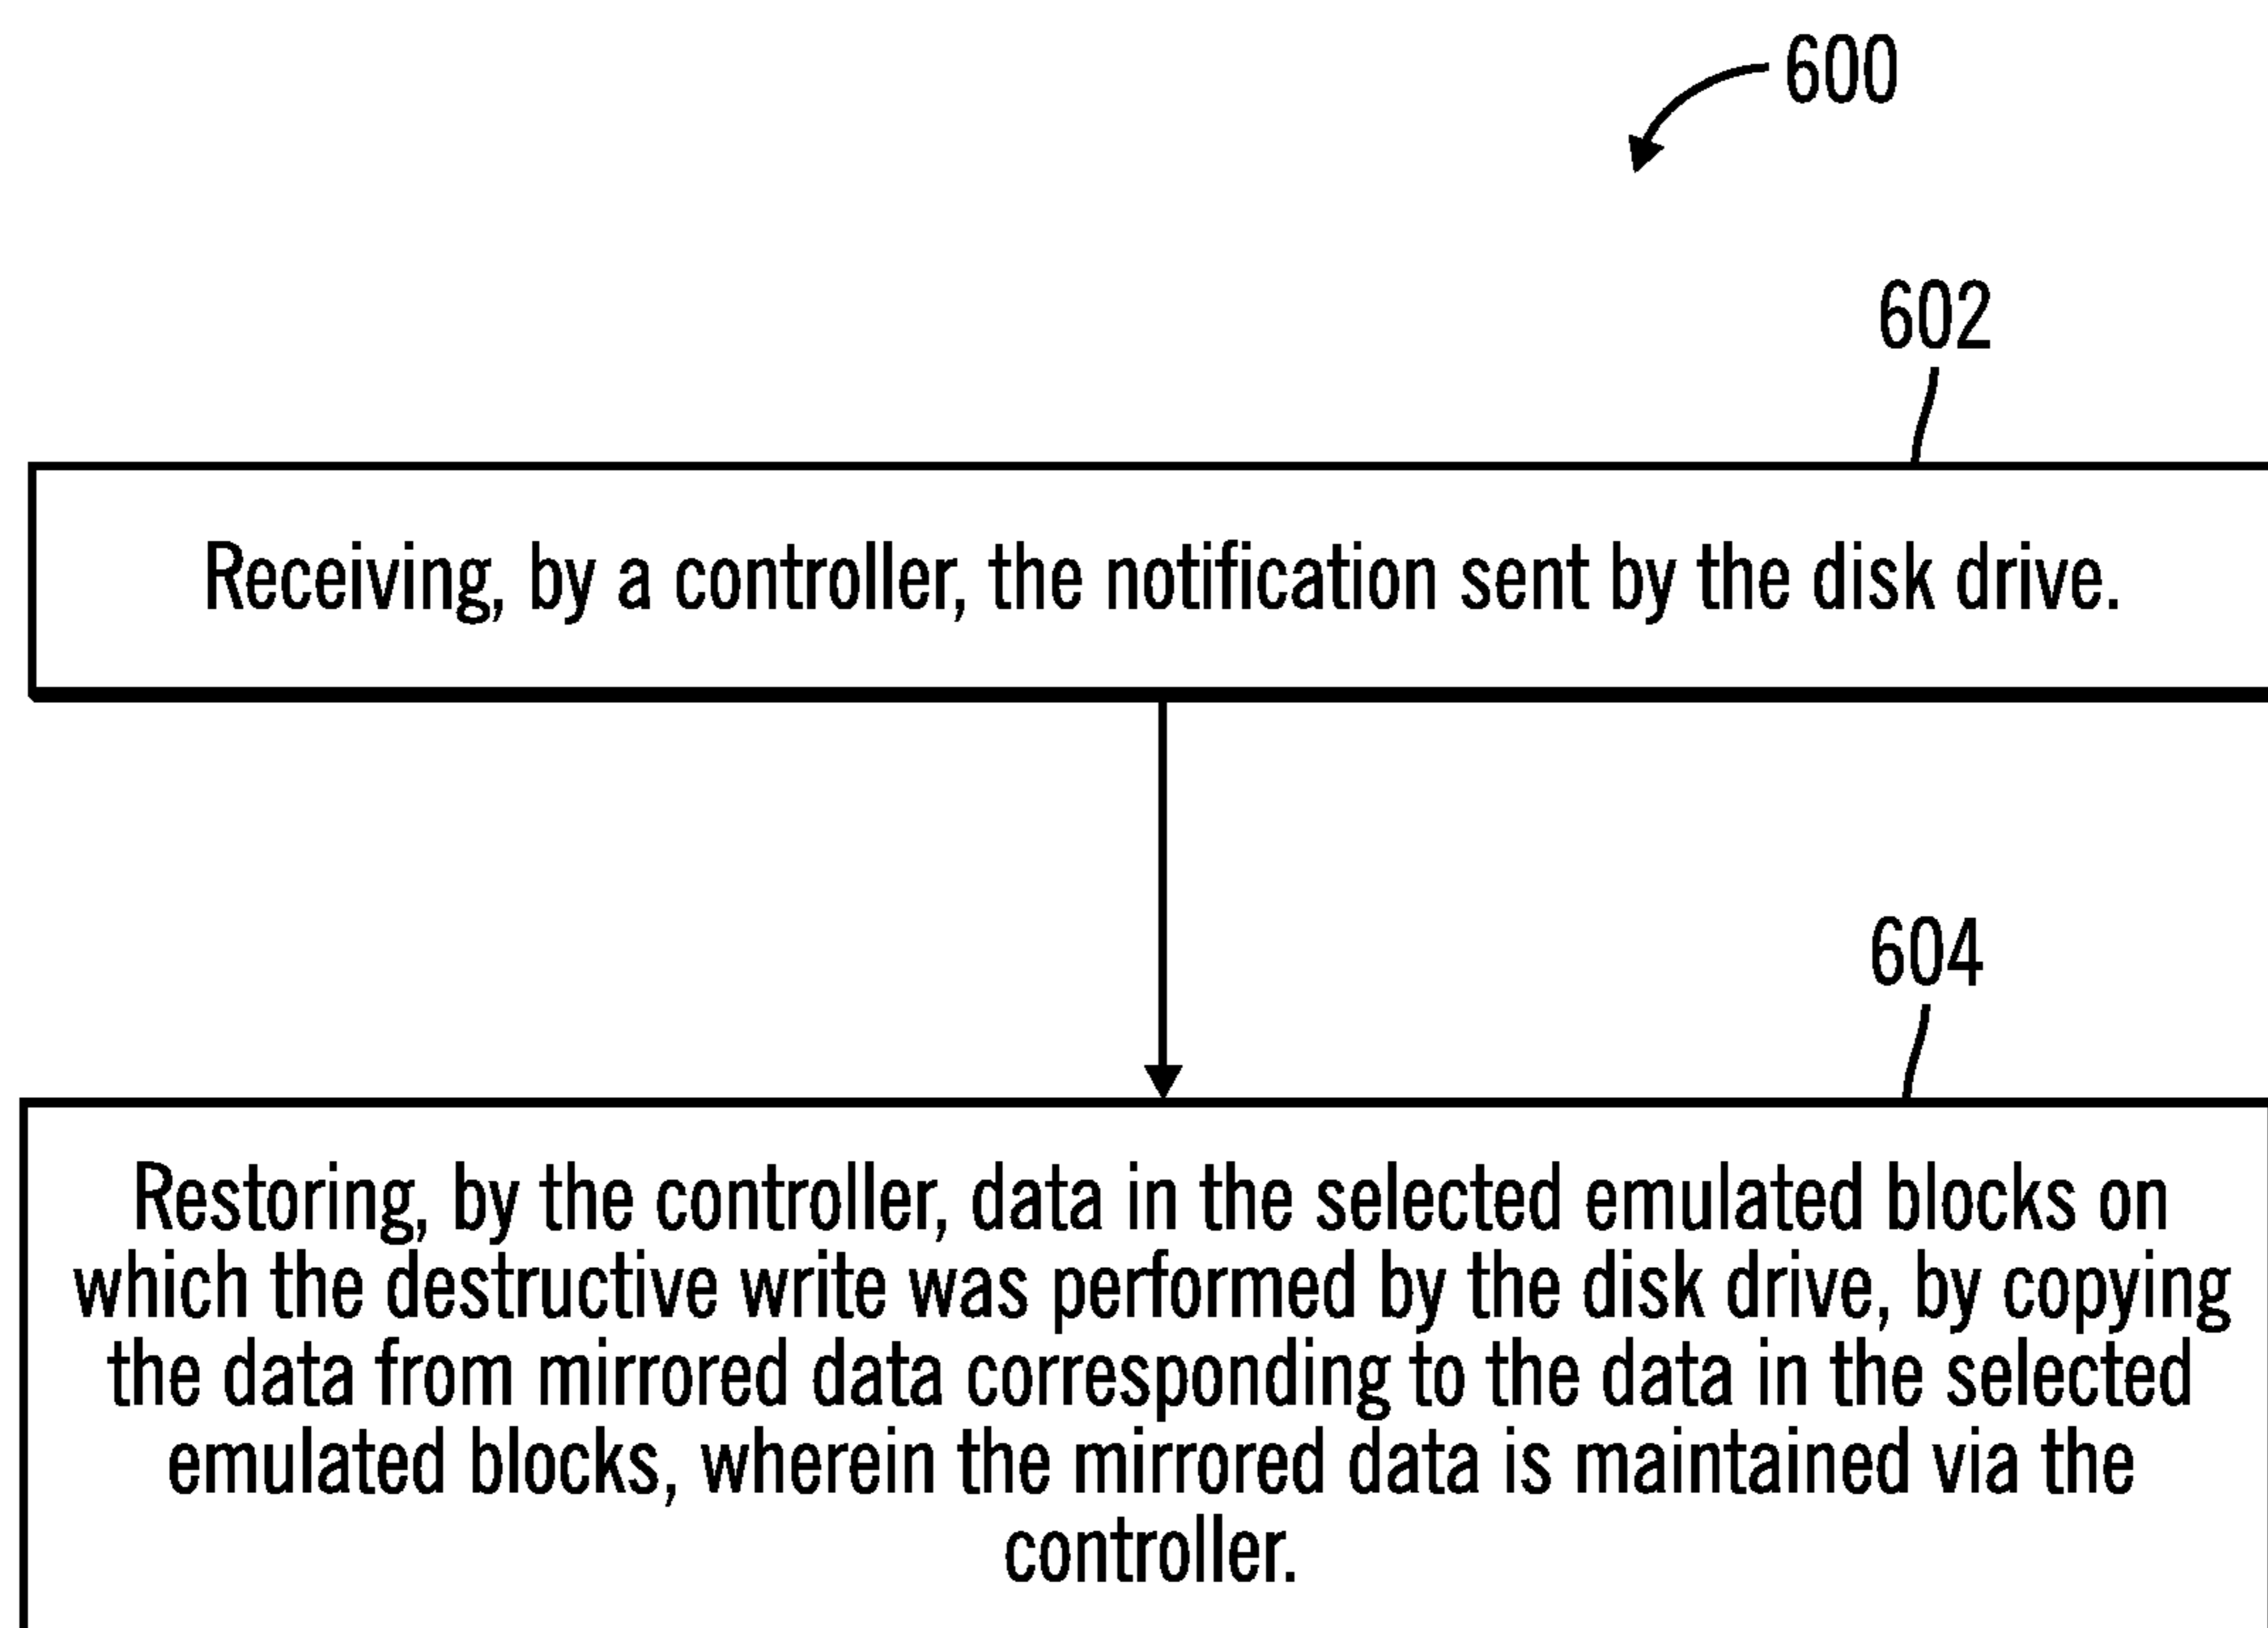 600
602
Receiving, by a controller, the notification sent by the disk drive.
604
Restoring, by the controller, data in the selected emulated blocks on
which the destructive write was performed by the disk drive, by copying
the data from mirrored data corresponding to the data in the selected
emulated blocks, wherein the mirrored data is maintained via the
controller.